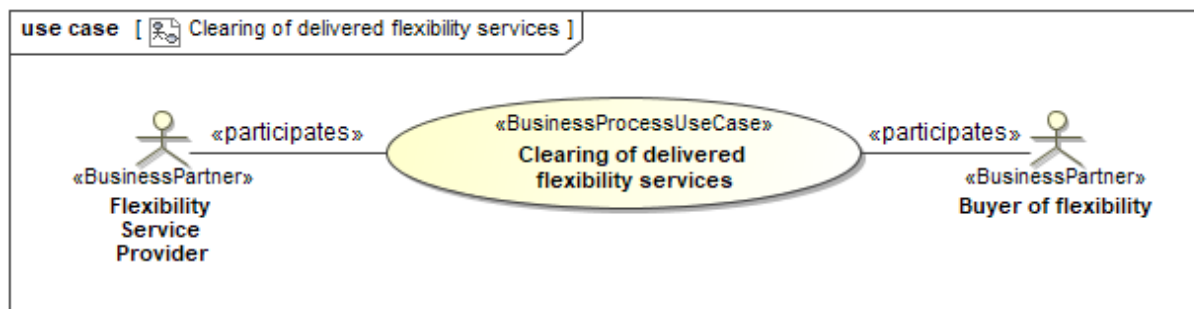 use case [ Clearing of delivered flexibility services ]
«participates»
«BusinessProcessUseCase»
«participates»
Clearing of delivered
flexibility services
«BusinessPartner»
Flexibility
Service
Provider
«BusinessPartner»
Buyer of flexibility